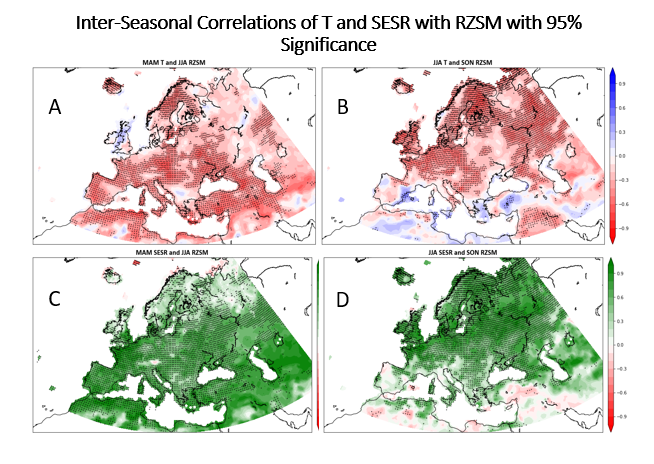 Inter-Seasonal Correlations of T and SESR with RZSM with 95%
Significance
MAM T and JJA RZSM
JJA T and SON RZSM
A
B
0.9
0.6
0.3
0.0
−0.3
−0.6
−0.9
MAM SESR and JJA RZSM
JJA SESR and SON RZSM
C
D
0.9
0.6
0.3
0.0
−0.3
−0.6
−0.9